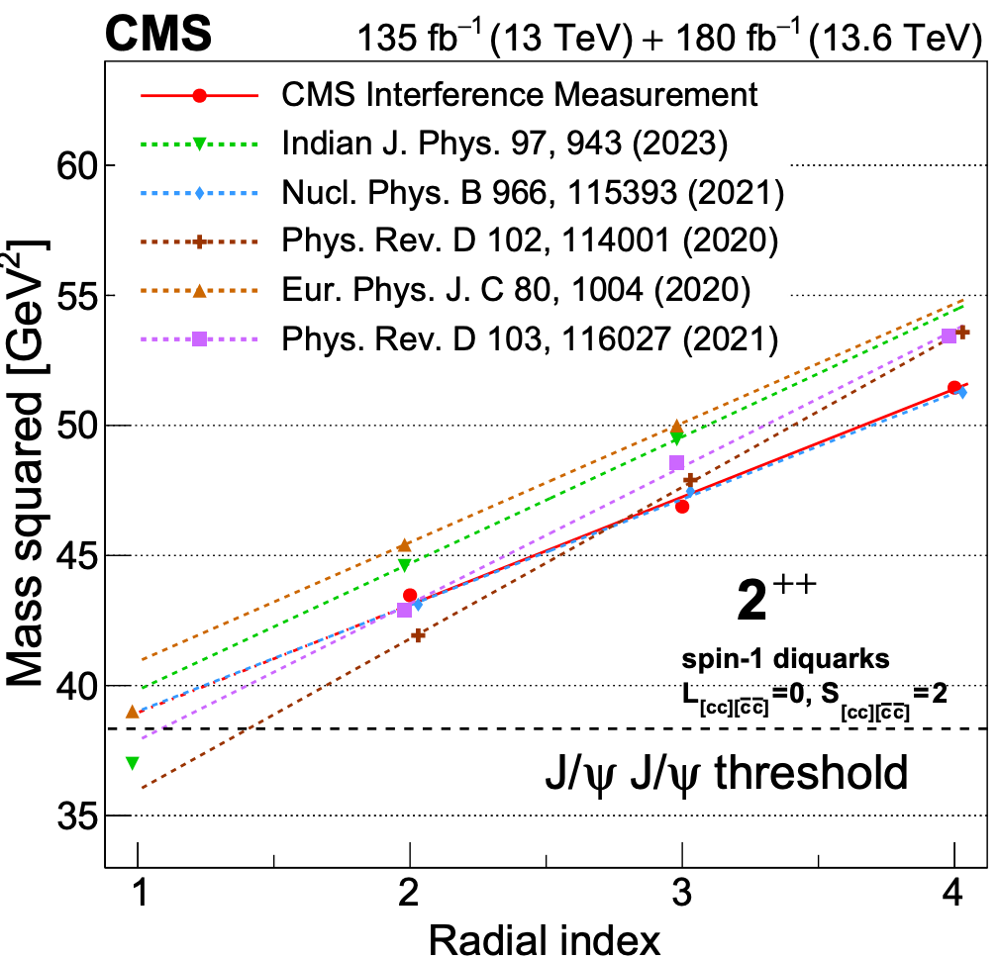 CMS 135 fb⁻¹ (13 TeV) + 180 fb⁻¹ (13.6 TeV)
CMS Interference Measurement
Indian J. Phys. 97, 943 (2023)
Nucl. Phys. B 966, 115393 (2021)
Phys. Rev. D 102, 114001 (2020)
Eur. Phys. J. C 80, 1004 (2020)
Phys. Rev. D 103, 116027 (2021)
Mass squared [GeV²]
60
55
50
45
40
35
2⁺⁺
spin-1 diquarks
L[cc][c̅c̅]=0, S[cc][c̅c̅]=2
J/ψ J/ψ threshold
1 2 3 4
Radial index